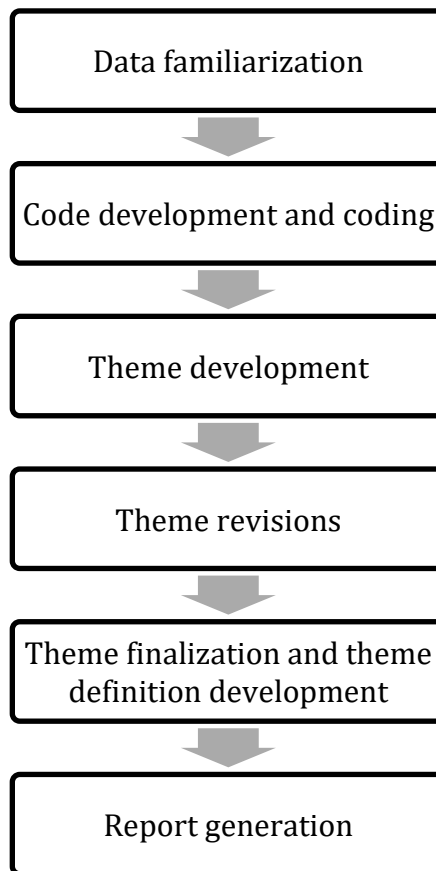 Data familiarization
Code development and coding
Theme development
Theme revisions
Theme finalization and theme
definition development
Report generation